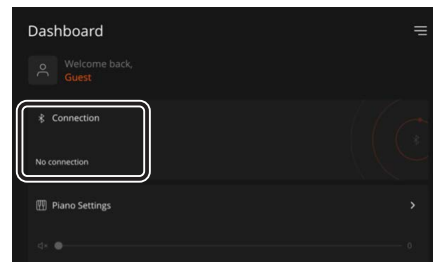 Dashboard
Welcome back,
Guest
Connection
No connection
Piano Settings
0